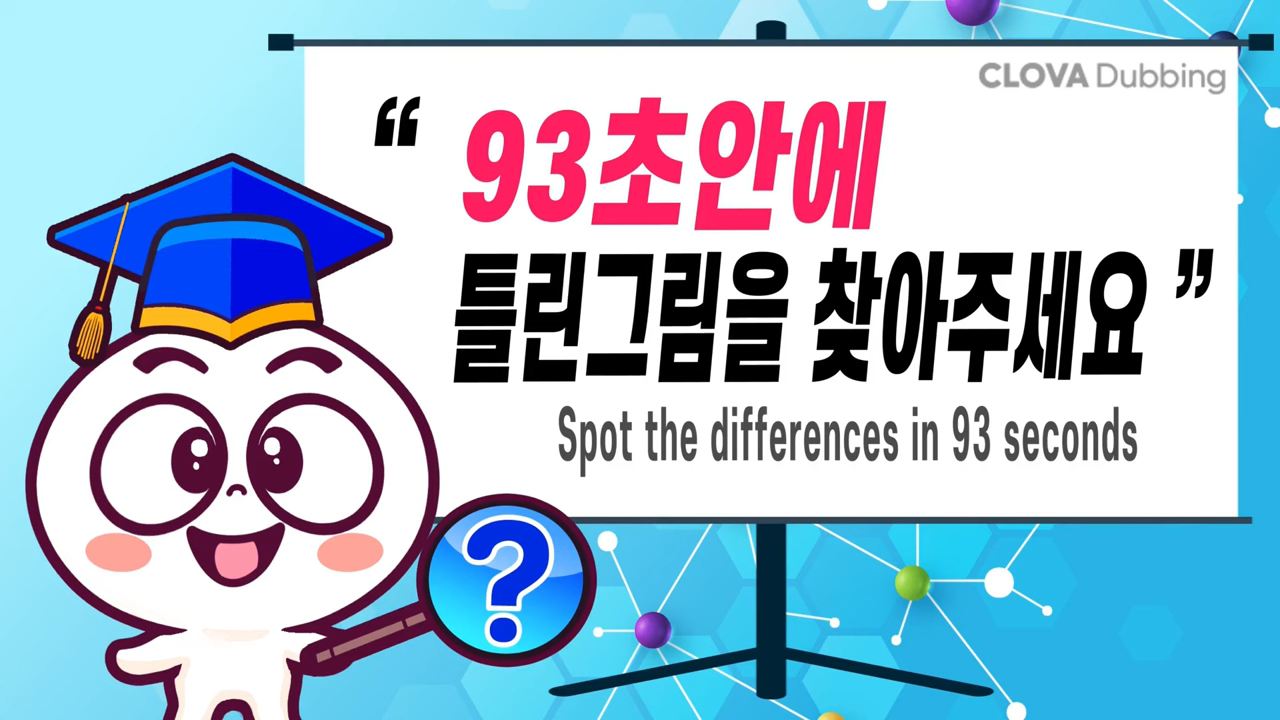 CLOVA Dubbing
“ 93초안에
틀린그림을 찾아주세요 ”
Spot the differences in 93 seconds
?